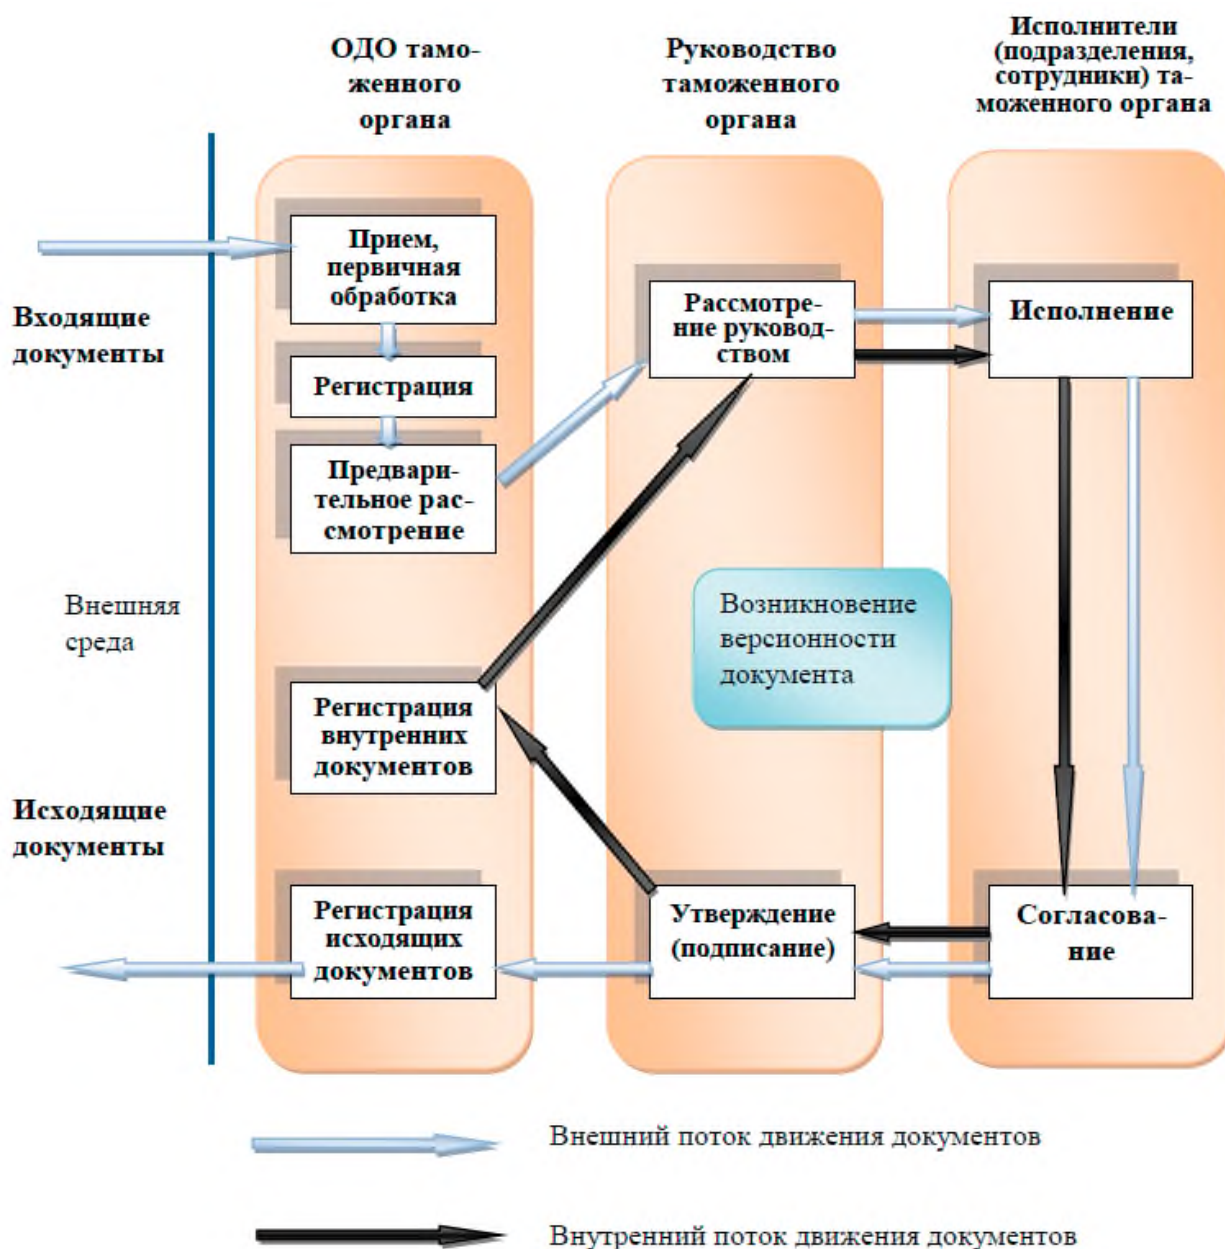 ОДО тамо-
женного
органа
Руководство
таможенного
органа
Исполнители
(подразделения,
сотрудники) та-
моженного органа
Прием,
первичная
обработка
Входящие
документы
Рассмотре-
ние руковод-
ством
Исполнение
Регистрация
Предвари-
тельное рас-
смотрение
Внешняя
среда
Возникновение
версионности
документа
Регистрация
внутренних
документов
Исходящие
документы
Регистрация
исходящих
документов
Утверждение
(подписание)
Согласова-
ние
Внешний поток движения документов
Внутренний поток движения документов